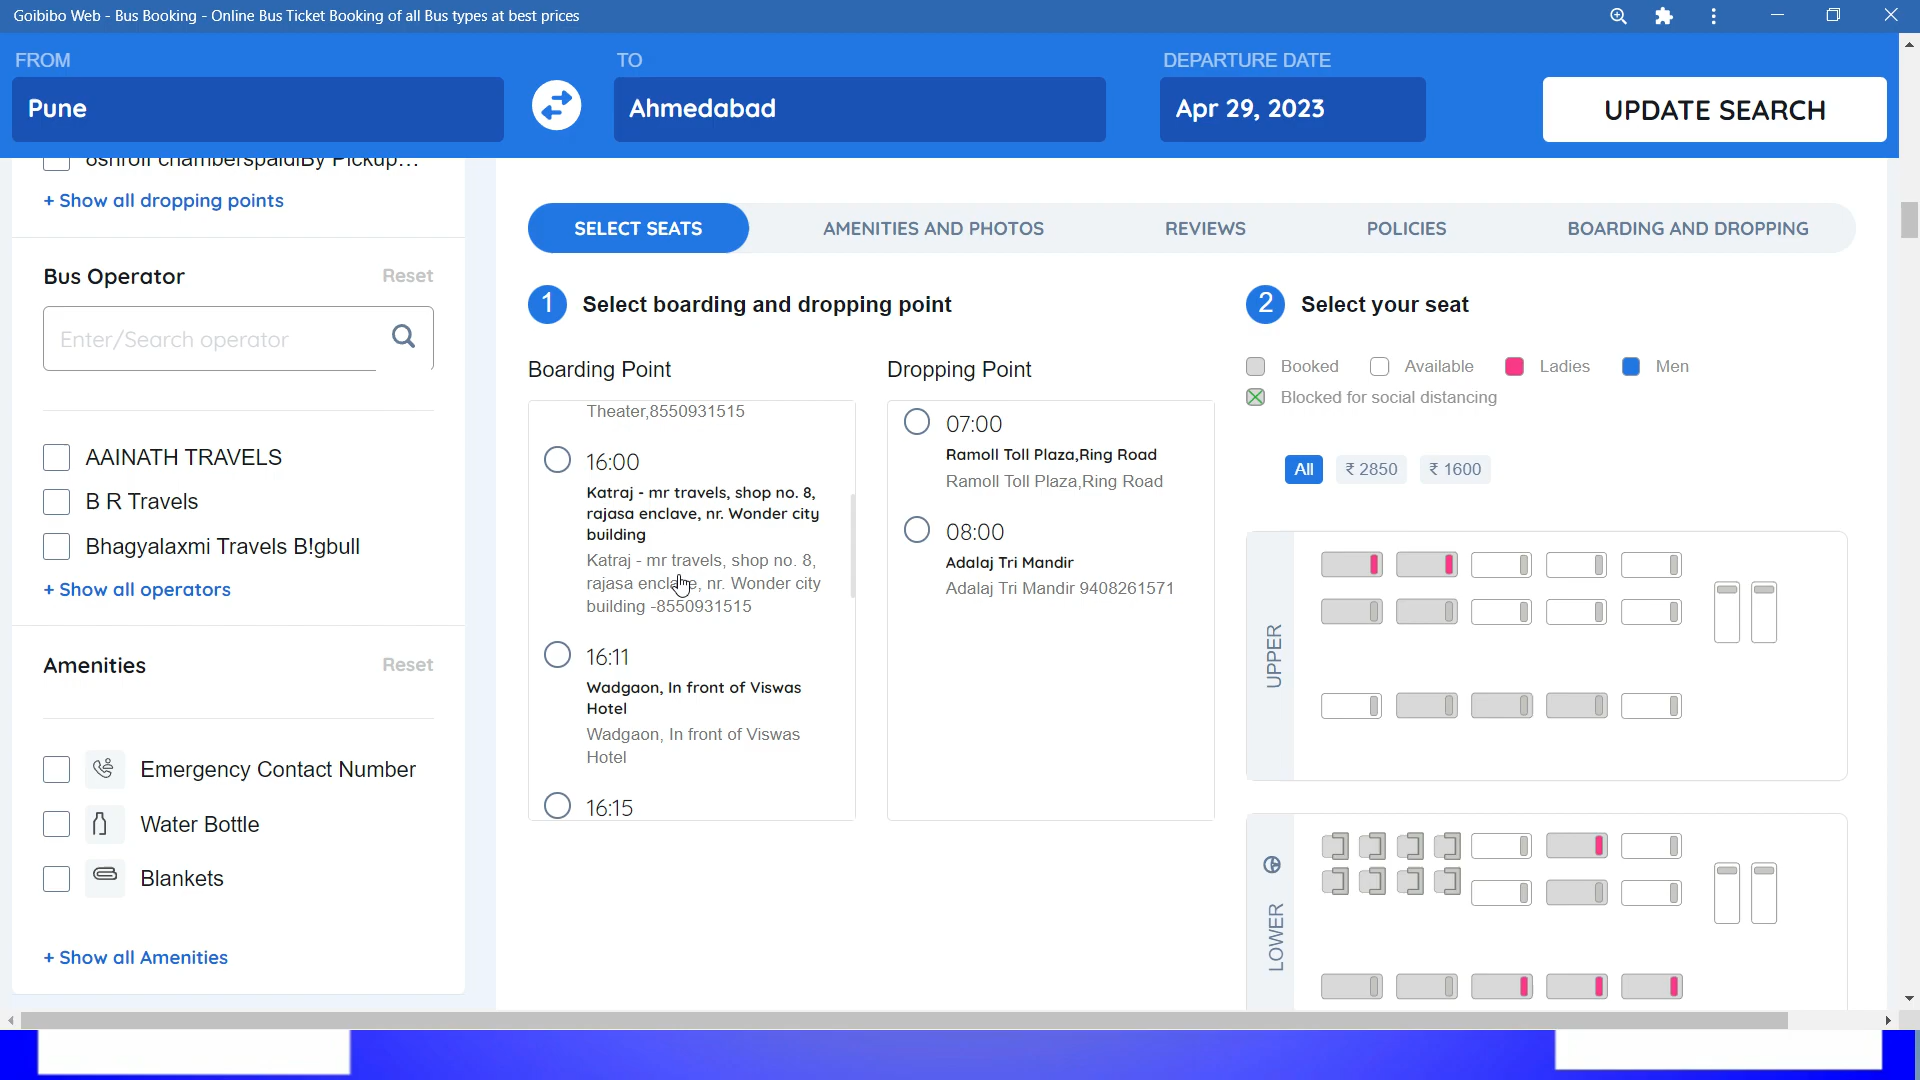 Goibibo Web - Bus Booking - Online Bus Ticket Booking of all Bus types at best prices
FROM
TO
DEPARTURE DATE
Pune
Ahmedabad
Apr 29, 2023
UPDATE SEARCH
+ Show all dropping points
Bus Operator
Reset
Enter/Search operator
AAINATH TRAVELS
B R Travels
Bhagyalaxmi Travels B!gbull
+ Show all operators
Amenities
Reset
Emergency Contact Number
Water Bottle
Blankets
+ Show all Amenities
SELECT SEATS
AMENITIES AND PHOTOS
REVIEWS
POLICIES
BOARDING AND DROPPING
1 Select boarding and dropping point
Boarding Point
Theater,8550931515
16:00
Katraj - mr travels, shop no. 8,
rajasa enclave, nr. Wonder city
building
Katraj - mr travels, shop no. 8,
rajasa enclave, nr. Wonder city
building -8550931515
16:11
Wadgaon, In front of Viswas
Hotel
Wadgaon, In front of Viswas
Hotel
16:15
Dropping Point
07:00
Ramoll Toll Plaza,Ring Road
Ramoll Toll Plaza,Ring Road
08:00
Adalaj Tri Mandir
Adalaj Tri Mandir 9408261571
2 Select your seat
Booked
Available
Ladies
Men
Blocked for social distancing
All
₹ 2850
₹ 1600
UPPER
LOWER